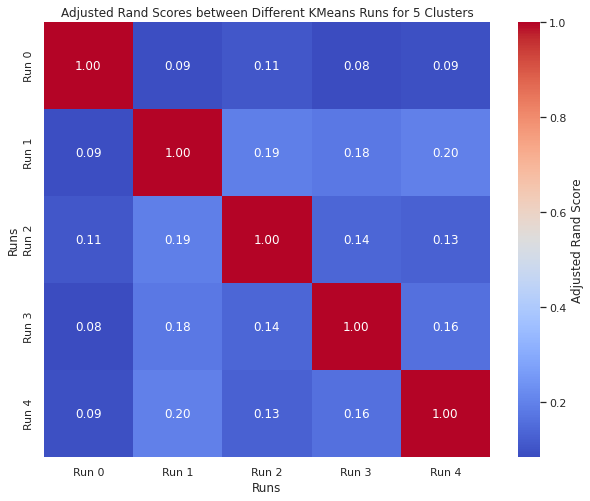 Adjusted Rand Scores between Different KMeans Runs for 5 Clusters
Run 0 1.00 0.09 0.11 0.08 0.09
Run 1 0.09 1.00 0.19 0.18 0.20
Run 2 0.11 0.19 1.00 0.14 0.13
Run 3 0.08 0.18 0.14 1.00 0.16
Run 4 0.09 0.20 0.13 0.16 1.00
Run 0 Run 1 Run 2 Run 3 Run 4
Runs
Runs
1.0
0.8
0.6
0.4
0.2
Adjusted Rand Score